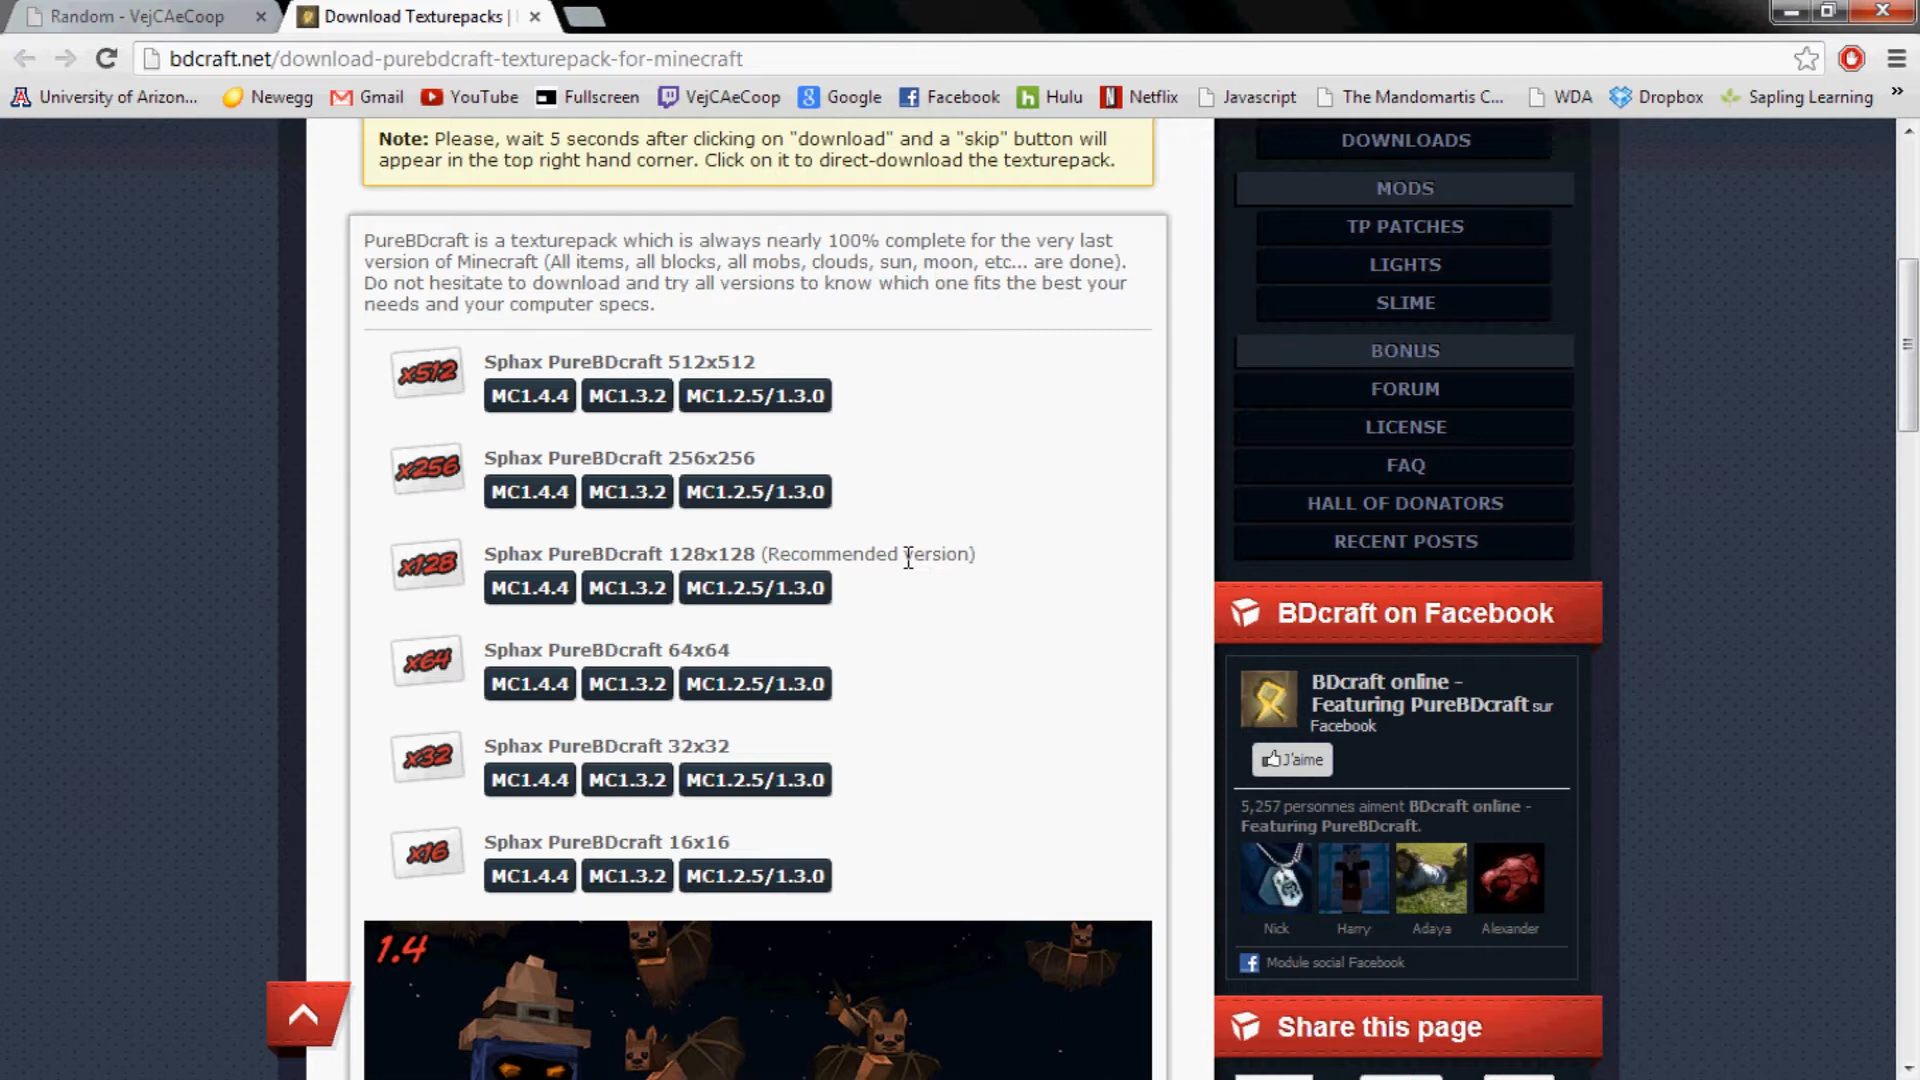 Random - VejCAeCoop
Download Texturepacks |
bdcraft.net/download-purebdcraft-texturepack-for-minecraft
University of Arizon...
Newegg
Gmail
YouTube
Fullscreen
VejCAeCoop
Google
Facebook
Hulu
Netflix
Javascript
The Mandomartis C...
WDA
Dropbox
Sapling Learning
»
Note: Please, wait 5 seconds after clicking on "download" and a "skip" button will
appear in the top right hand corner. Click on it to direct-download the texturepack.
PureBDcraft is a texturepack which is always nearly 100% complete for the very last
version of Minecraft (All items, all blocks, all mobs, clouds, sun, moon, etc... are done).
Do not hesitate to download and try all versions to know which one fits the best your
needs and your computer specs.
x512
Sphax PureBDcraft 512x512
MC1.4.4 MC1.3.2 MC1.2.5/1.3.0
x256
Sphax PureBDcraft 256x256
MC1.4.4 MC1.3.2 MC1.2.5/1.3.0
x128
Sphax PureBDcraft 128x128 (Recommended version)
MC1.4.4 MC1.3.2 MC1.2.5/1.3.0
x64
Sphax PureBDcraft 64x64
MC1.4.4 MC1.3.2 MC1.2.5/1.3.0
x32
Sphax PureBDcraft 32x32
MC1.4.4 MC1.3.2 MC1.2.5/1.3.0
x16
Sphax PureBDcraft 16x16
MC1.4.4 MC1.3.2 MC1.2.5/1.3.0
1.4
DOWNLOADS
MODS
TP PATCHES
LIGHTS
SLIME
BONUS
FORUM
LICENSE
FAQ
HALL OF DONATORS
RECENT POSTS
BDcraft on Facebook
BDcraft online -
Featuring PureBDcraft sur
Facebook
J'aime
5,257 personnes aiment BDcraft online -
Featuring PureBDcraft.
Nick
Harry
Adaya
Alexander
Module social Facebook
Share this page